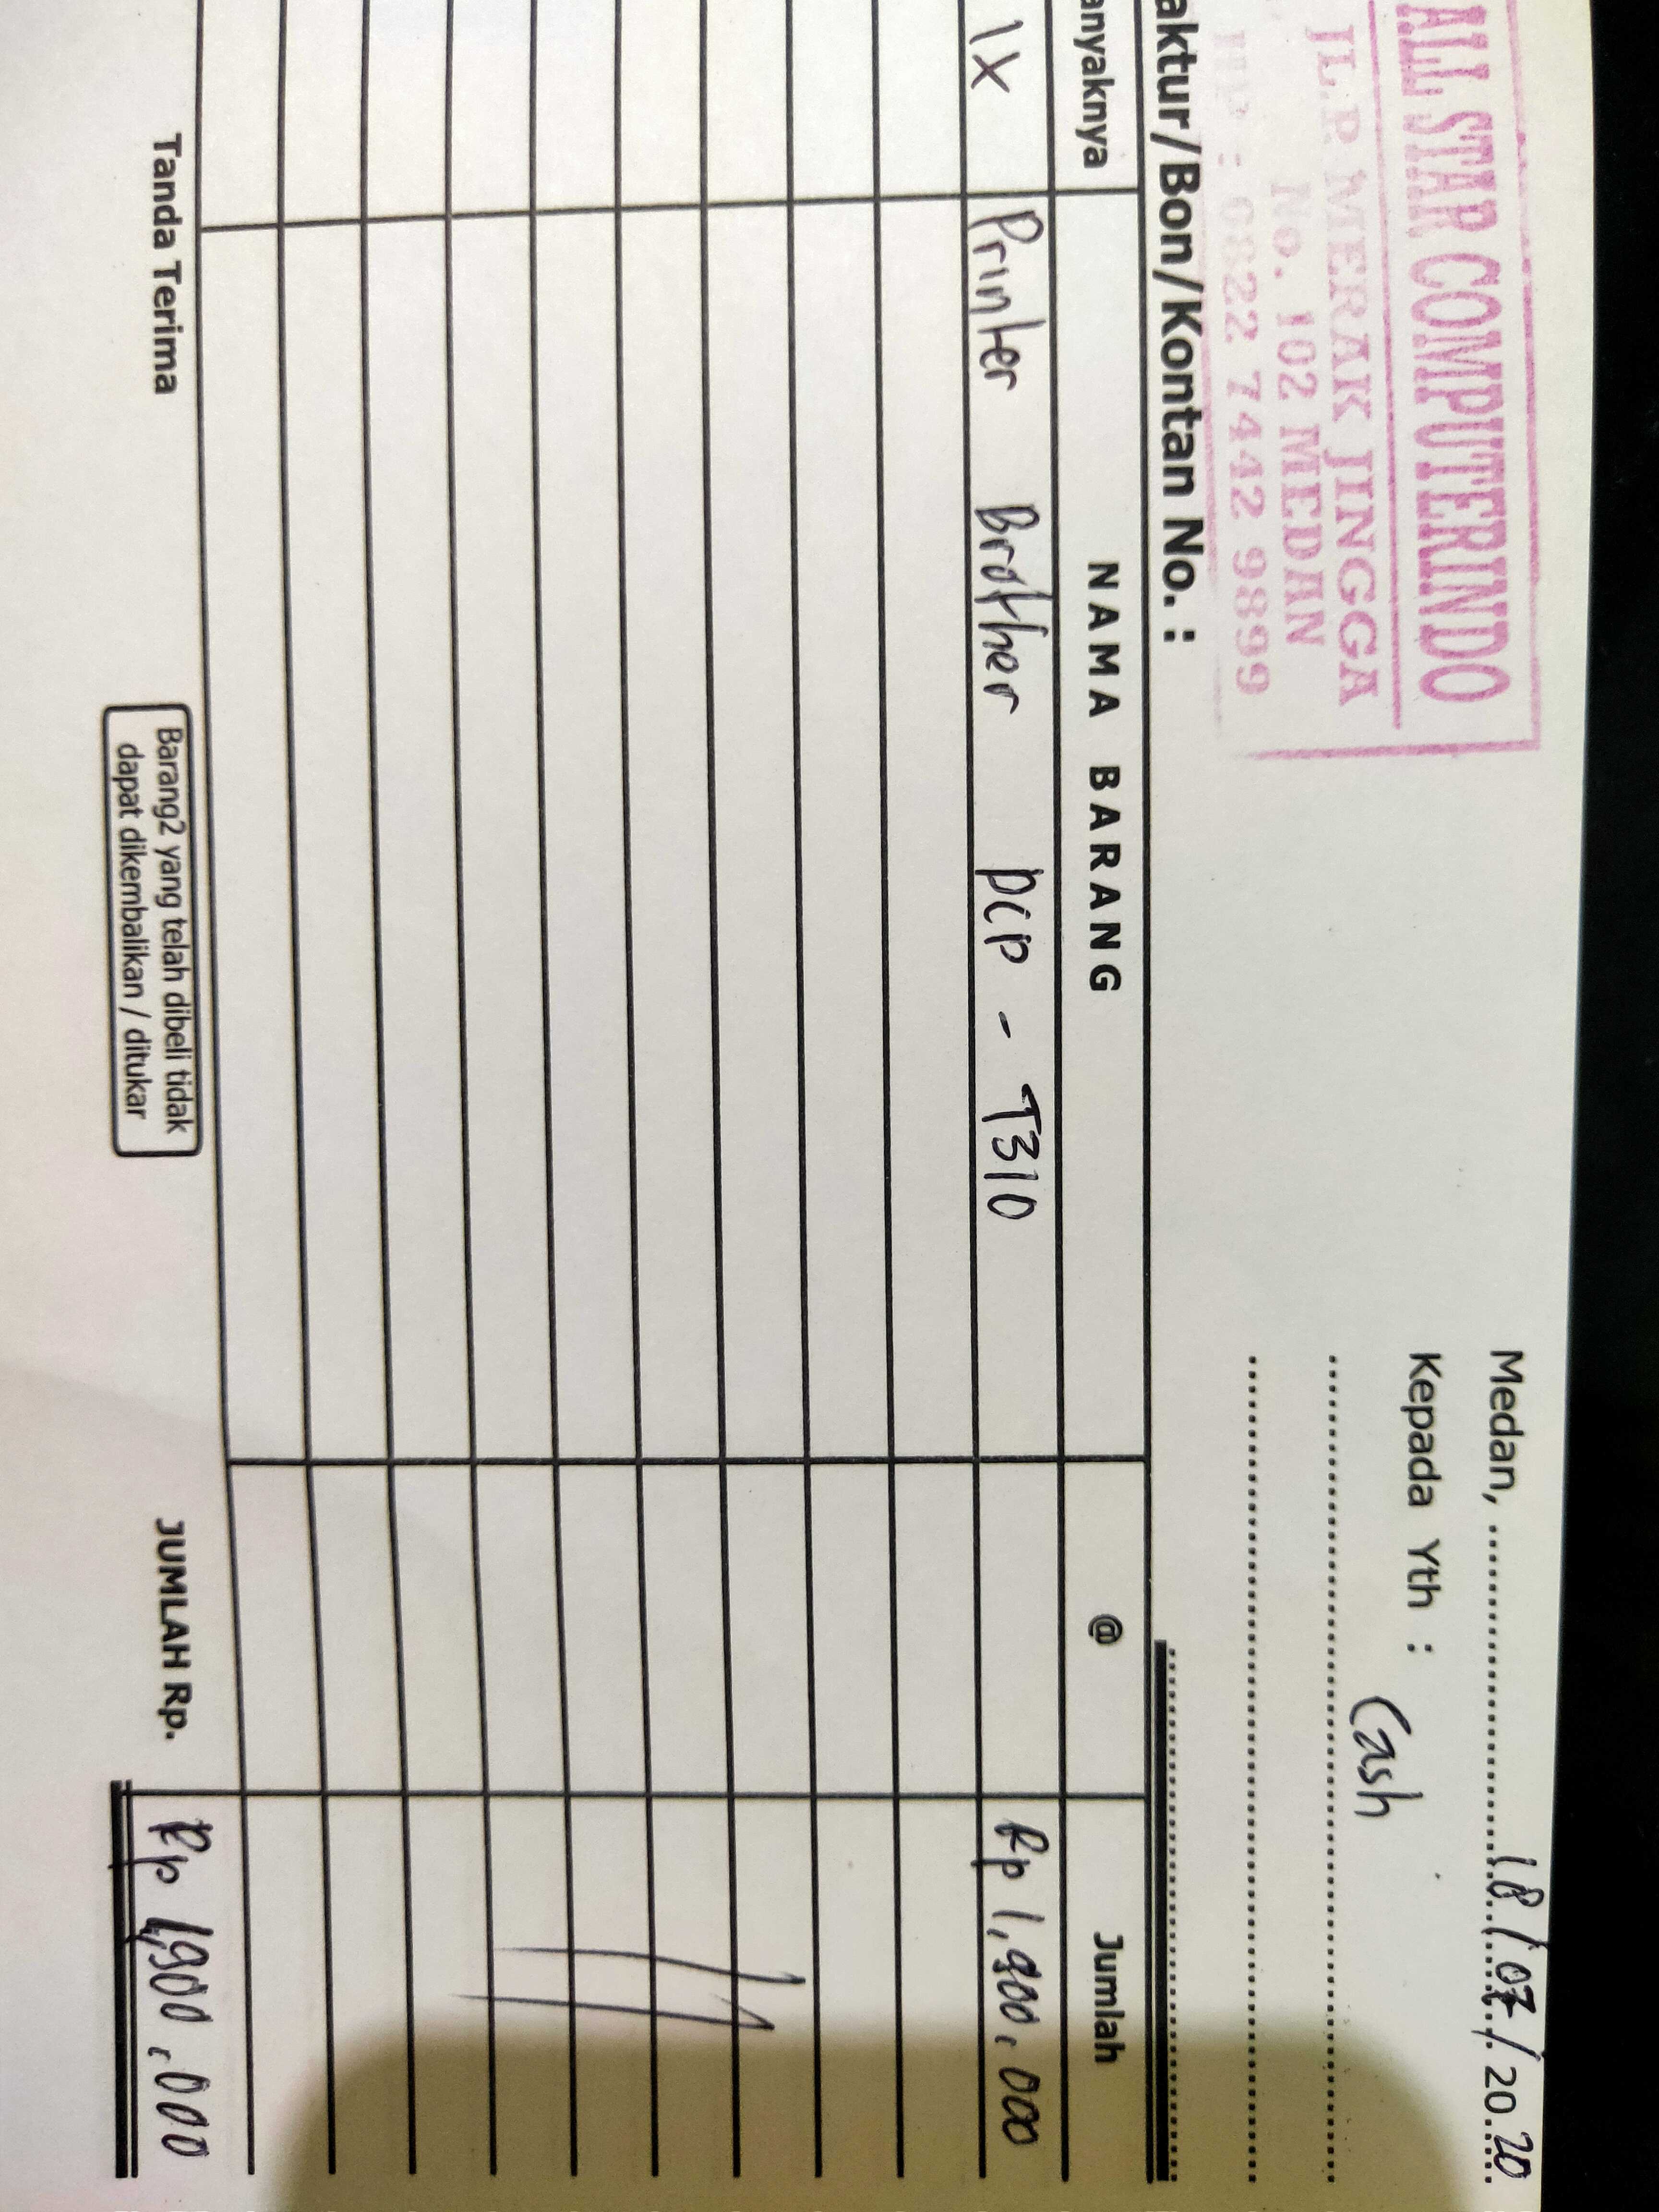 ALL STAR COMPUTERINDO
JL.P MERAK JINGGA
No. 102 MEDAN
HP : 0822 7442 9899
Medan, 18/07/2020
Kepada Yth :
Cash
aktur/Bon/Kontan No. :
anyaknya NAMA BARANG @ Jumlah
1X Printer Brother DCP - T310 Rp 1,900,000
Tanda Terima
Barang2 yang telah dibeli tidak
dapat dikembalikan / ditukar
JUMLAH Rp. Rp 1,900,000